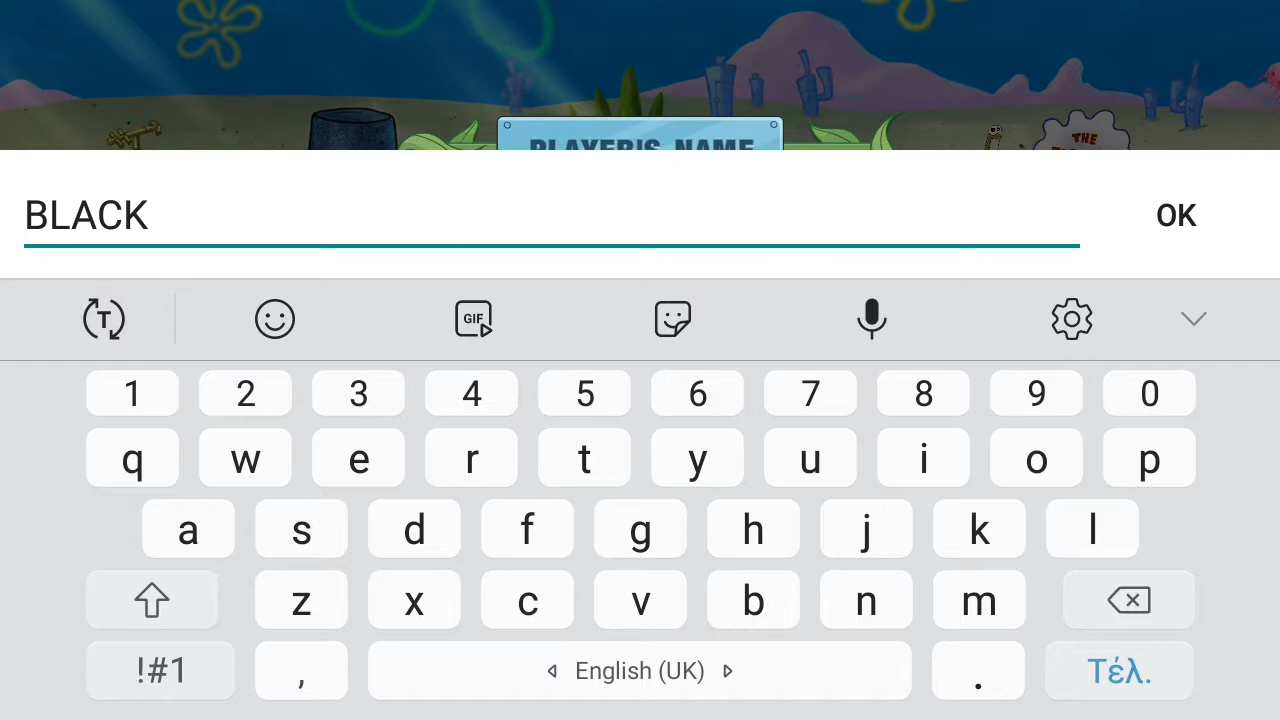 THE
PLAYER'S NAME
BLACK
OK
T
GIF
1 2 3 4 5 6 7 8 9 0
q w e r t y u i o p
a s d f g h j k l
z x c v b n m
!#1 , English (UK) . Τέλ.